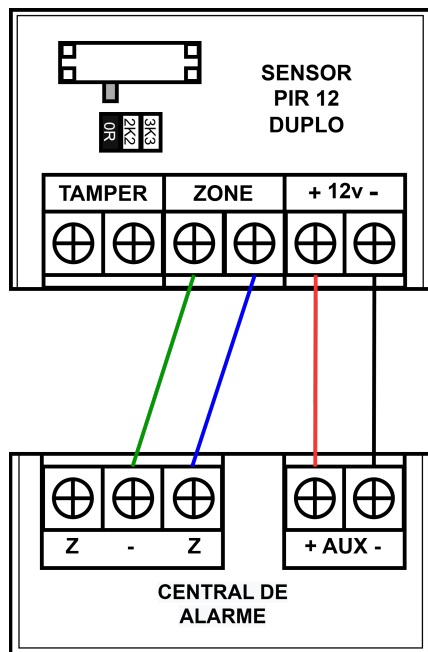 SENSOR
PIR 12
DUPLO
0R
2K2
3K3
TAMPER ZONE + 12v -
Z - Z + AUX -
CENTRAL DE
ALARME